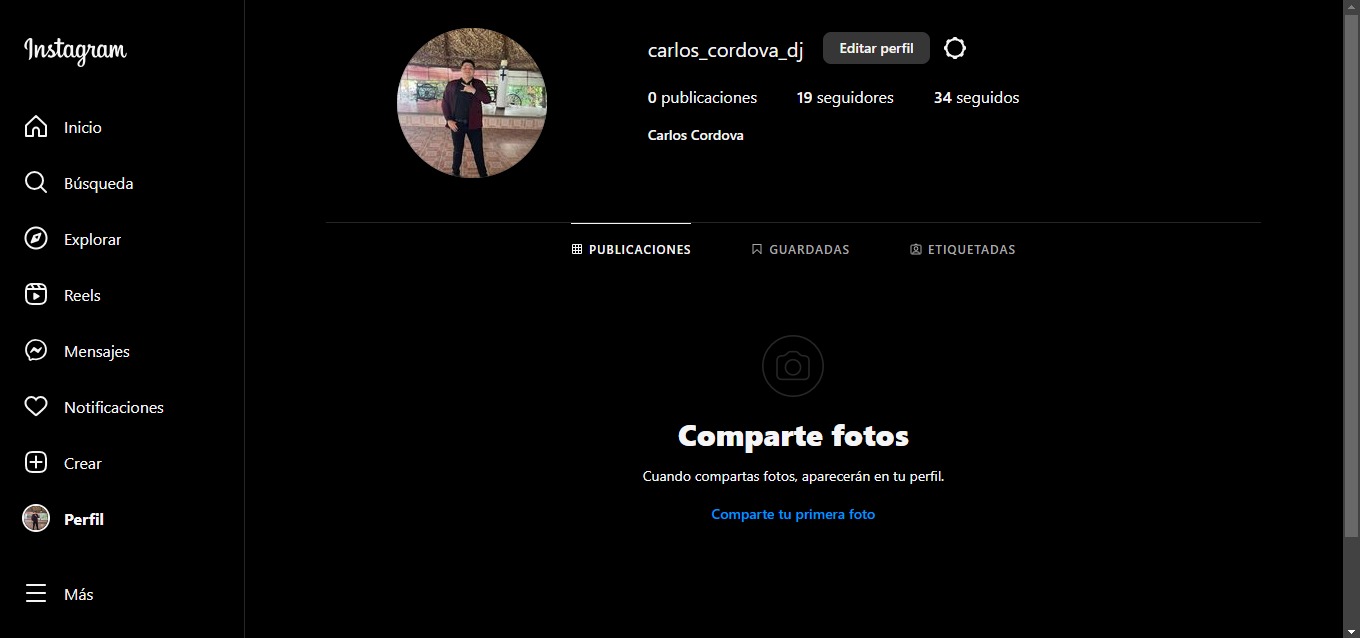 Instagram
Inicio
Búsqueda
Explorar
Reels
Mensajes
Notificaciones
Crear
Perfil
Más
carlos_cordova_dj
Editar perfil
0 publicaciones
19 seguidores
34 seguidos
Carlos Cordova
PUBLICACIONES
GUARDADAS
ETIQUETADAS
Comparte fotos
Cuando compartas fotos, aparecerán en tu perfil.
Comparte tu primera foto